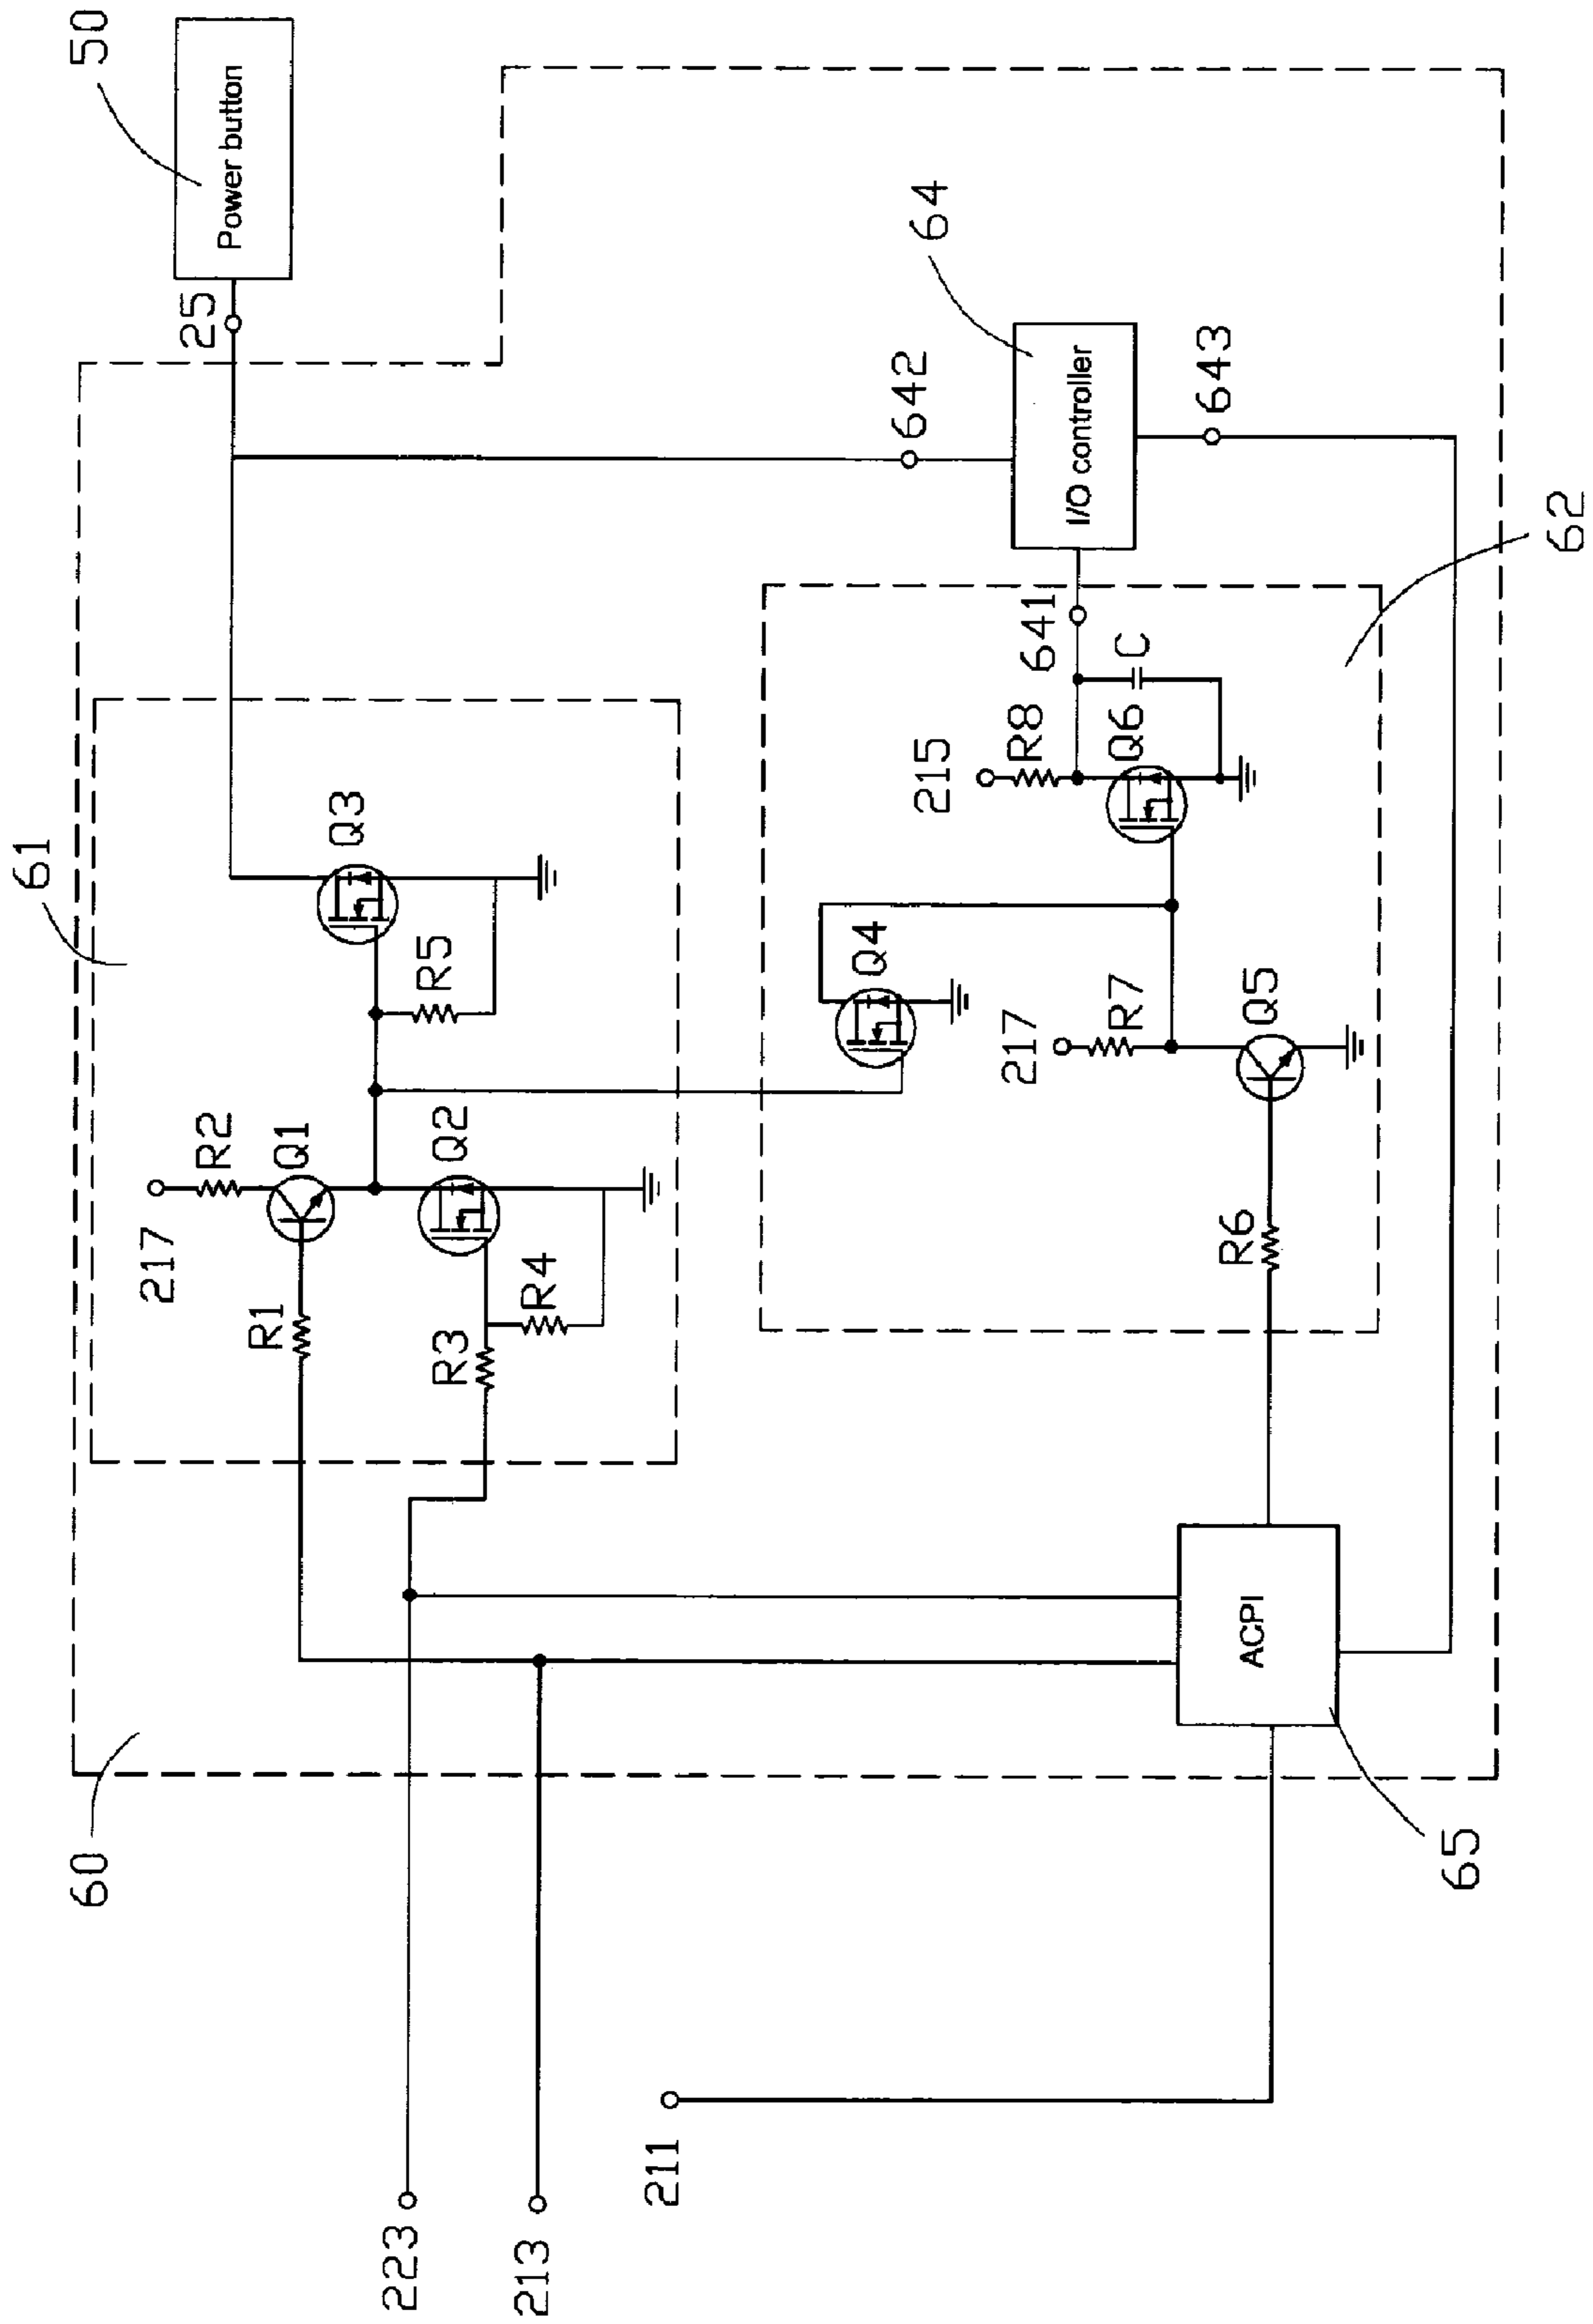 50
Power button
25
61
Q3
R5
217
R2
Q1
Q2
R1
R3
R4
60
642
64
I/O controller
643
641
C
62
215
R8
Q6
Q4
217
R7
Q5
R6
ACPI
65
223
213
211